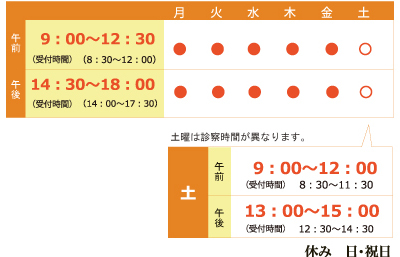 月 火 水 木 金 土
午前 9：00〜12：30 ● ● ● ● ● ○
（受付時間） （8：30〜12：00）
午後 14：30〜18：00 ● ● ● ● ● ○
（受付時間） （14：00〜17：30）
土曜は診察時間が異なります。
土 午前 9：00〜12：00
（受付時間） 8：30〜11：30
午後 13：00〜15：00
（受付時間） 12：30〜14：30
休み 日・祝日